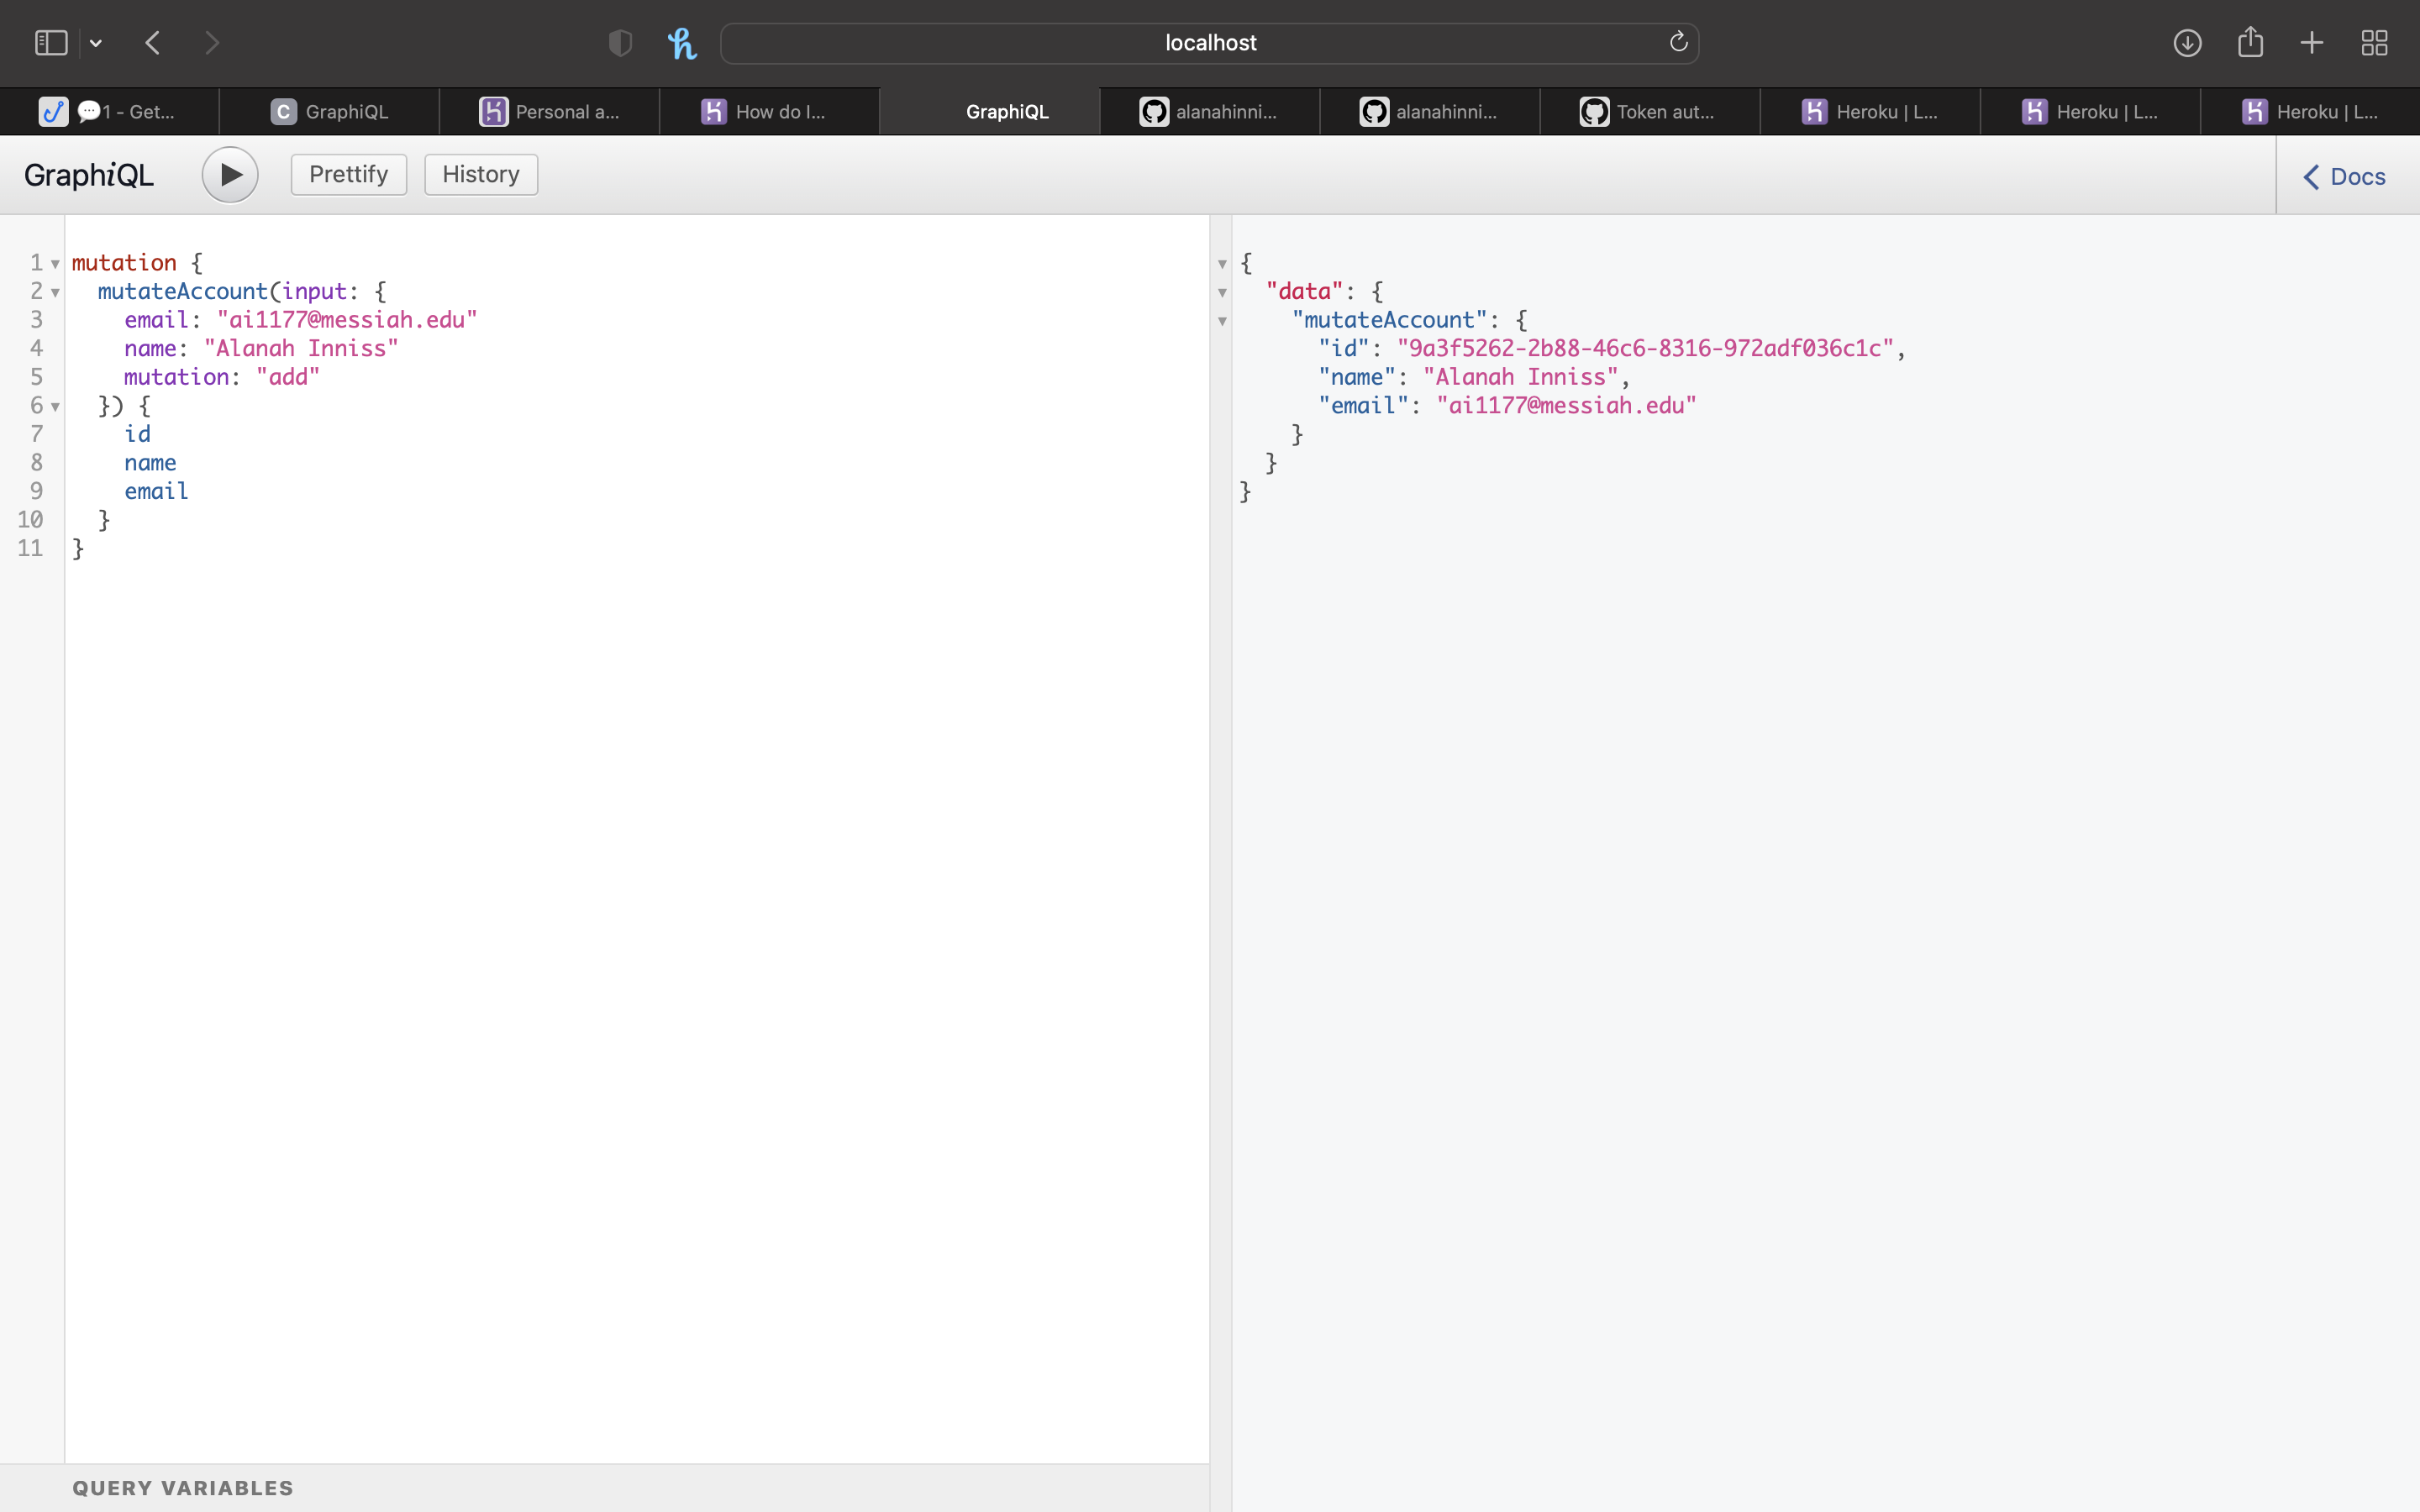 localhost
1 - Get...
C GraphiQL
Personal a...
How do I...
GraphiQL
alanahinni...
alanahinni...
Token aut...
Heroku | L...
Heroku | L...
Heroku | L...
GraphiQL
Prettify
History
Docs
1 mutation {
2 mutateAccount(input: {
3 email: "ai1177@messiah.edu"
4 name: "Alanah Inniss"
5 mutation: "add"
6 }) {
7 id
8 name
9 email
10 }
11 }
{
"data": {
"mutateAccount": {
"id": "9a3f5262-2b88-46c6-8316-972adf036c1c",
"name": "Alanah Inniss",
"email": "ai1177@messiah.edu"
}
}
}
QUERY VARIABLES